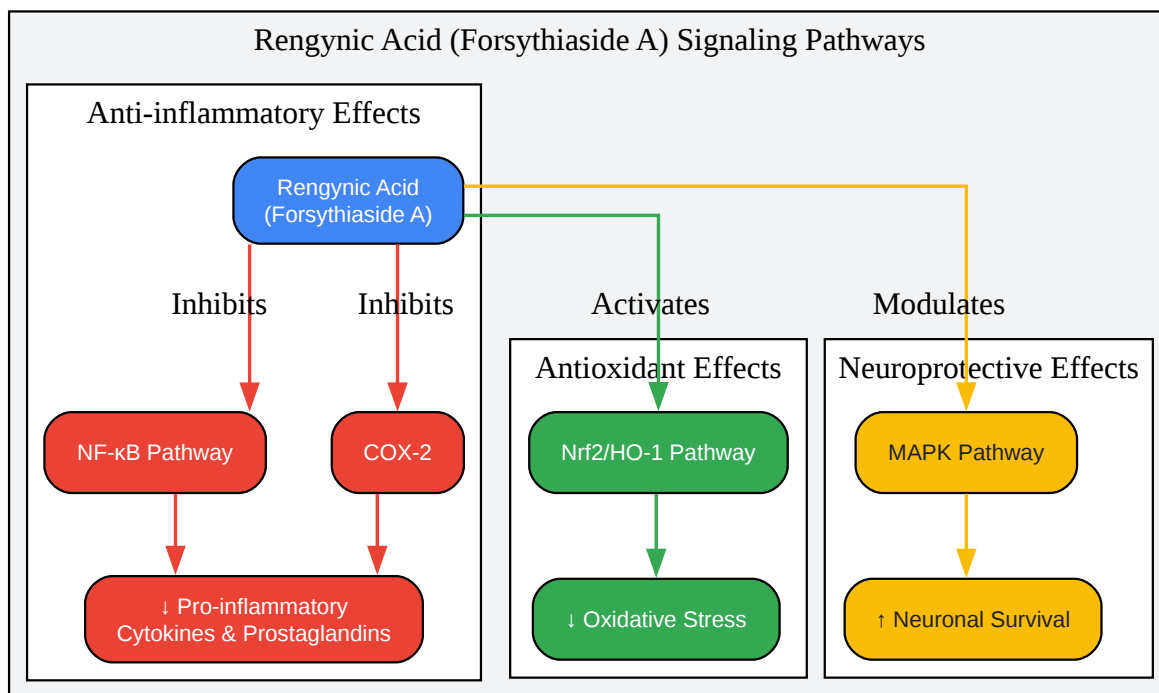 Rengynic Acid (Forsythiaside A) Signaling Pathways
Anti-inflammatory Effects
Rengynic Acid
(Forsythiaside A)
Inhibits
Inhibits
Activates
Modulates
Antioxidant Effects
Neuroprotective Effects
NF-κB Pathway
COX-2
Nrf2/HO-1 Pathway
MAPK Pathway
↓ Pro-inflammatory
Cytokines & Prostaglandins
↓ Oxidative Stress
↑ Neuronal Survival